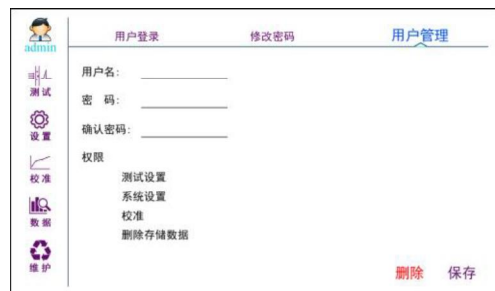 用户登录
修改密码
用户管理
admin
测试
设置
校准
数据
维护
用户名：
密 码：
确认密码：
权限
测试设置
系统设置
校准
删除存储数据
删除
保存